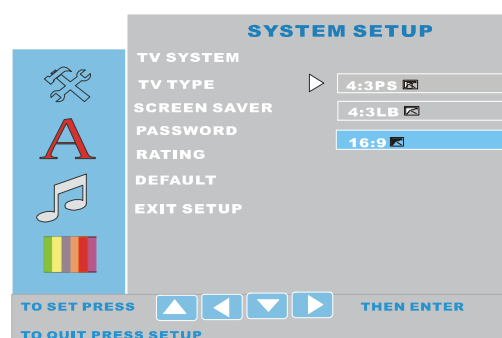 SYSTEM SETUP
TV SYSTEM
TV TYPE
4:3PS
SCREEN SAVER
4:3LB
PASSWORD
16:9
RATING
DEFAULT
EXIT SETUP
A
TO SET PRESS THEN ENTER
TO QUIT PRESS SETUP